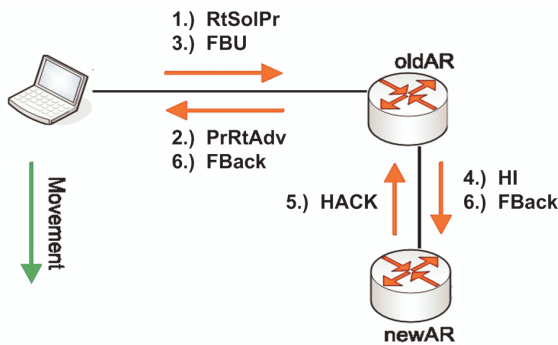 1.) RtSolPr
3.) FBU
oldAR
2.) PrRtAdv
6.) FBack
Movement
5.) HACK
4.) HI
6.) FBack
newAR